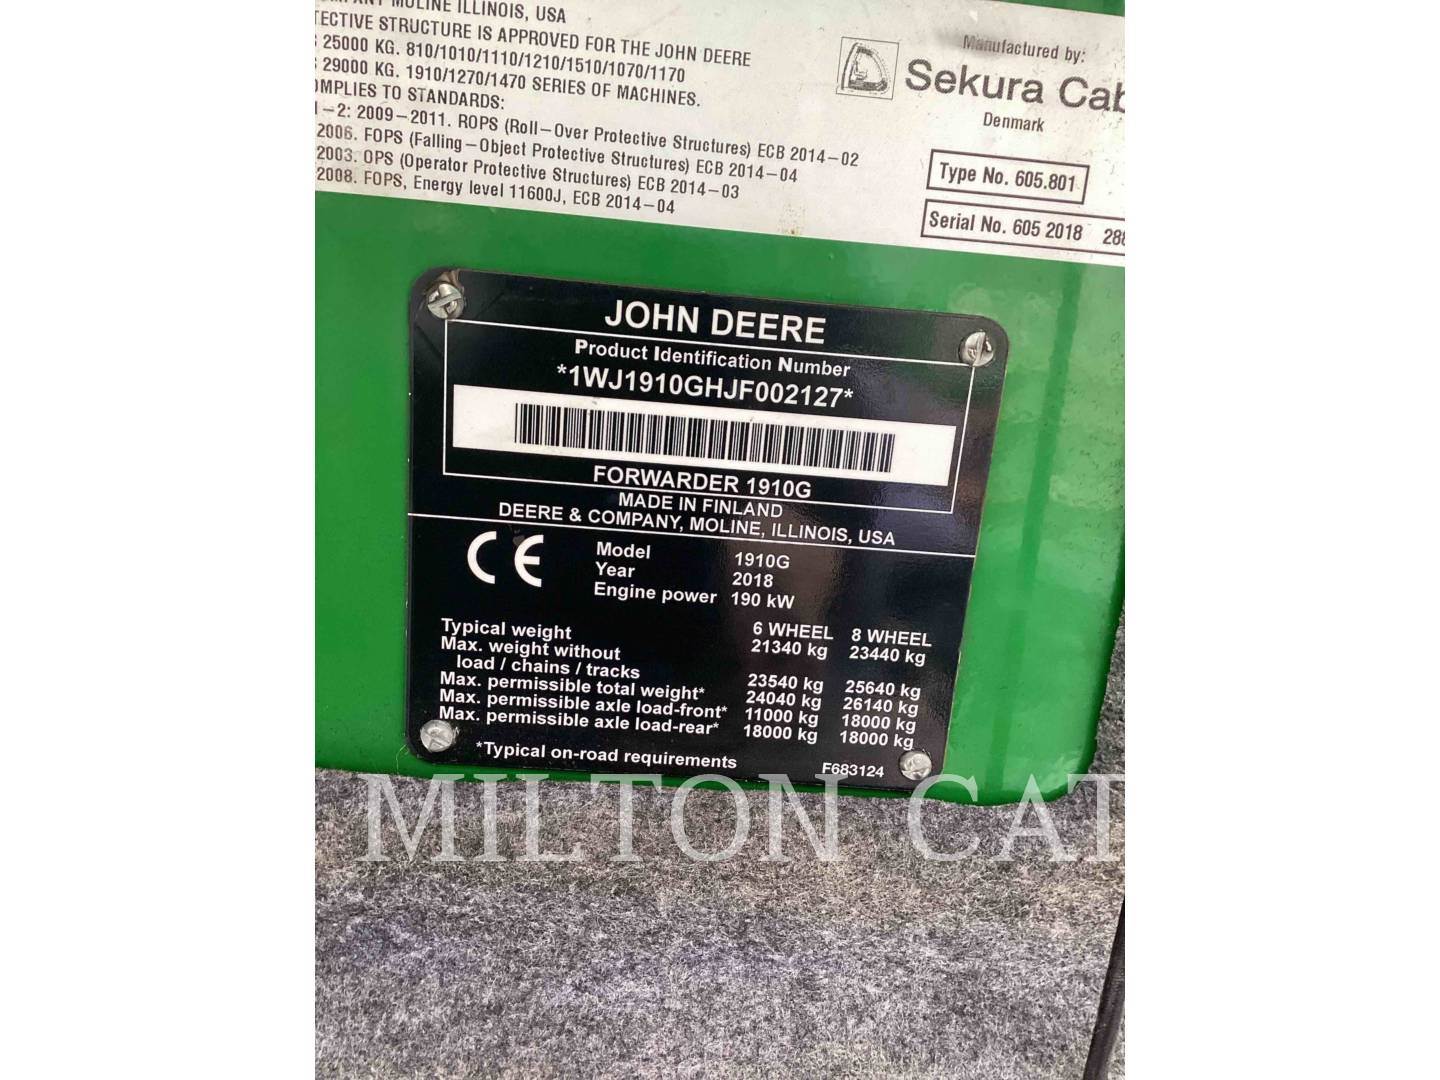 MOLINE ILLINOIS, USA
STRUCTURE IS APPROVED FOR THE JOHN DEERE
25000 KG. 810/1010/1110/1210/1510/1070/1170
29000 KG. 1910/1270/1470 SERIES OF MACHINES.
TO STANDARDS:
2009-2011. ROPS (Roll-Over Protective Structures) ECB 2014-02
2006. FOPS (Falling-Object Protective Structures) ECB 2014-04
2003. OPS (Operator Protective Structures) ECB 2014-03
2008. FOPS, Energy level 11600J, ECB 2014-04
Manufactured by:
Sekura
Denmark
Type No. 605.801
Serial No. 605 2018
JOHN DEERE
Product Identification Number
*1WJ1910GHJF002127*
FORWARDER 1910G
MADE IN FINLAND
DEERE & COMPANY, MOLINE, ILLINOIS, USA
CE
Model 1910G
Year 2018
Engine power 190 kW
6 WHEEL 8 WHEEL
Typical weight 21340 kg 23440 kg
Max. weight without
load / chains / tracks 23540 kg 25640 kg
Max. permissible total weight* 24040 kg 26140 kg
Max. permissible axle load-front* 11000 kg 18000 kg
Max. permissible axle load-rear* 18000 kg 18000 kg
*Typical on-road requirements F683124
MILTON CAT